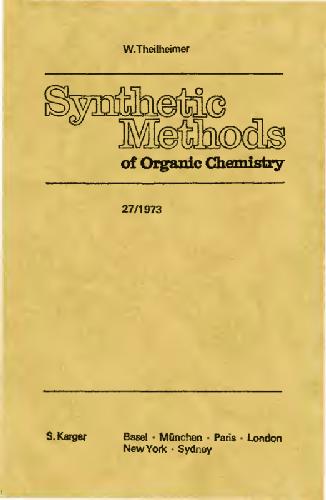 W. Theilheimer
Synthetic
Methods
of Organic Chemistry
27/1973
S. Karger
Basel · München · Paris · London
New York · Sydney